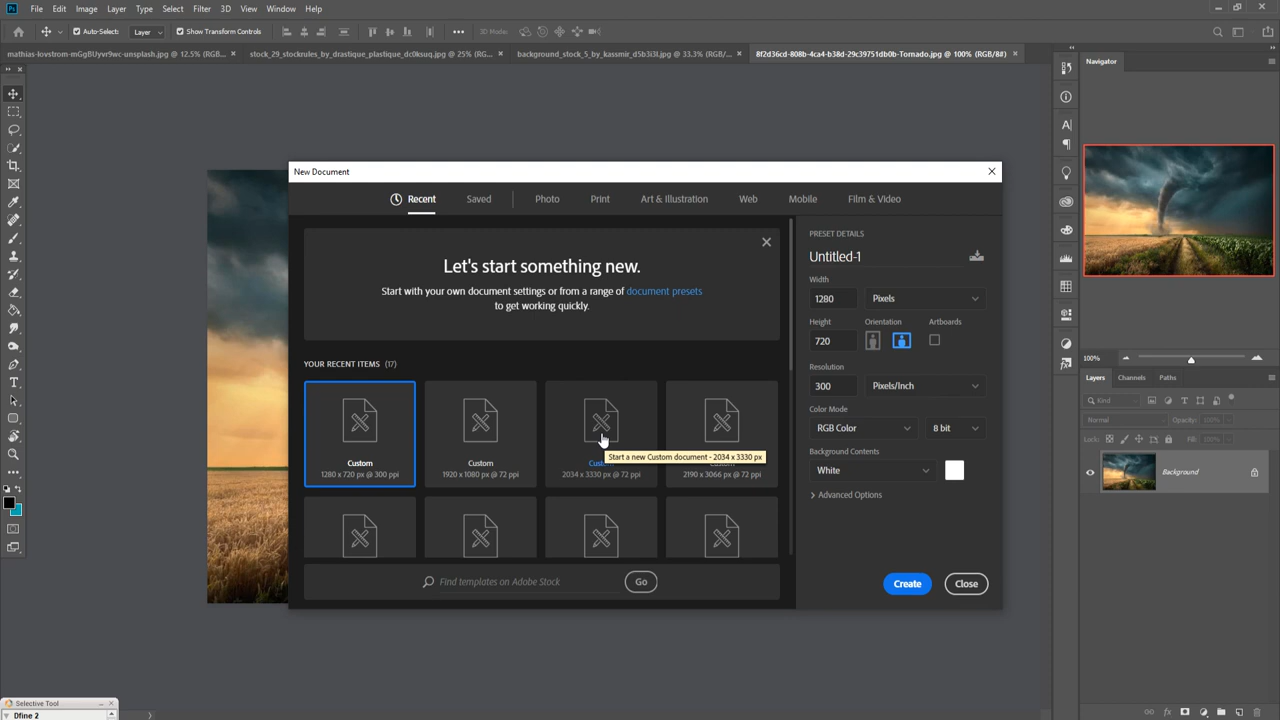 Ps File Edit Image Layer Type Select Filter 3D View Window Help
Auto-Select: Layer Show Transform Controls 3D Mode:
mathias-lovstrom-mGgBUyvr9wc-unsplash.jpg @ 12.5% (RGB... × stock_29_stockrules_by_drastique_plastique_dc0ksuq.jpg @ 25% (RGB... × background_stock_5_by_kassmir_d5b3i3l.jpg @ 33.3% (RGB/... × 8f2d36cd-808b-4ca4-b38d-29c39751db0b-Tornado.jpg @ 100% (RGB/8#) ×
Navigator
New Document
Recent Saved Photo Print Art & Illustration Web Mobile Film & Video
Let's start something new.
Start with your own document settings or from a range of document presets
to get working quickly.
YOUR RECENT ITEMS (17)
Custom
1280 x 720 px @ 300 ppi
Custom
1920 x 1080 px @ 72 ppi
2034 x 3330 px @ 72 ppi
Start a new Custom document - 2034 x 3330 px
2190 x 3066 px @ 72 ppi
Find templates on Adobe Stock Go
PRESET DETAILS
Untitled-1
Width
1280 Pixels
Height Orientation Artboards
720
Resolution
300 Pixels/Inch
Color Mode
RGB Color 8 bit
Background Contents
White
Advanced Options
Create Close
100%
Layers Channels Paths
Kind
Normal Opacity: 100%
Lock: Fill: 100%
Background
Selective Tool
Dfine 2